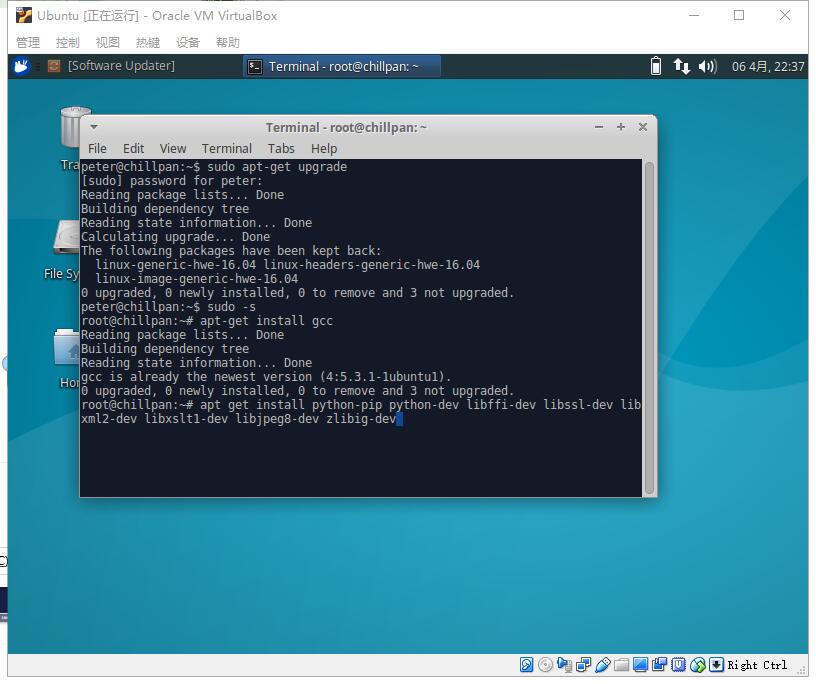 Ubuntu [正在运行] - Oracle VM VirtualBox
管理 控制 视图 热键 设备 帮助
[Software Updater] Terminal - root@chillpan: ~ 06 4月, 22:37
Terminal - root@chillpan: ~
File Edit View Terminal Tabs Help
Tra
File Sy
Ho
peter@chillpan:~$ sudo apt-get upgrade
[sudo] password for peter:
Reading package lists... Done
Building dependency tree
Reading state information... Done
Calculating upgrade... Done
The following packages have been kept back:
linux-generic-hwe-16.04 linux-headers-generic-hwe-16.04
linux-image-generic-hwe-16.04
0 upgraded, 0 newly installed, 0 to remove and 3 not upgraded.
peter@chillpan:~$ sudo -s
root@chillpan:~# apt-get install gcc
Reading package lists... Done
Building dependency tree
Reading state information... Done
gcc is already the newest version (4:5.3.1-1ubuntu1).
0 upgraded, 0 newly installed, 0 to remove and 3 not upgraded.
root@chillpan:~# apt get install python-pip python-dev libffi-dev libssl-dev lib
xml2-dev libxslt1-dev libjpeg8-dev zlibig-dev
Right Ctrl